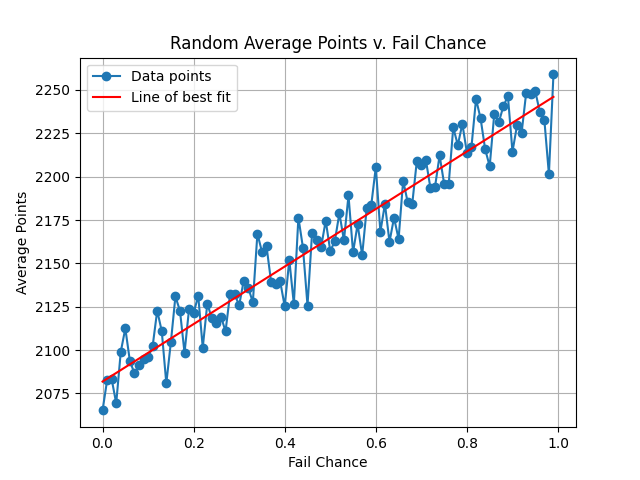 Random Average Points v. Fail Chance
Data points
Line of best fit
2250
2225
2200
2175
2150
2125
2100
2075
Average Points
0.0 0.2 0.4 0.6 0.8 1.0
Fail Chance